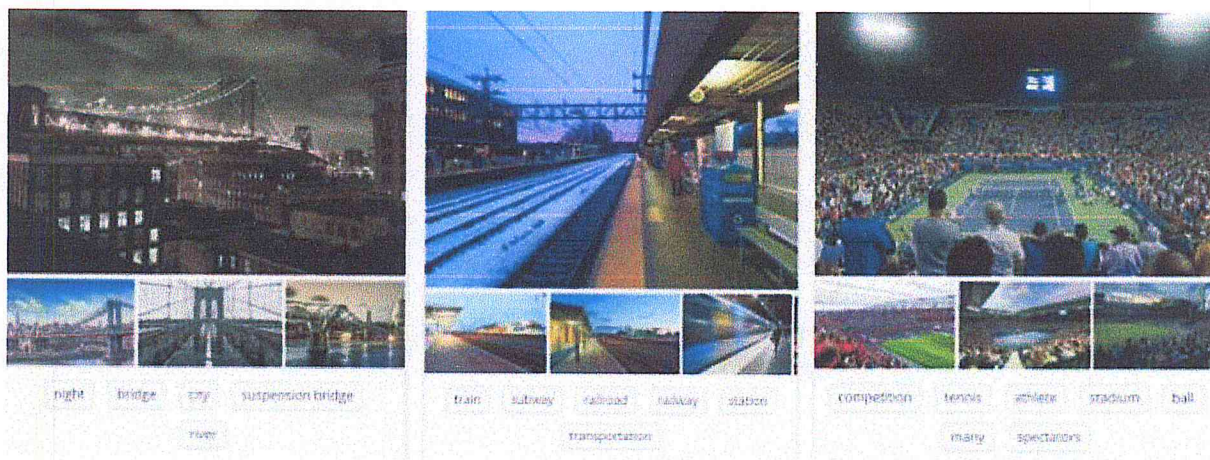 night bridge city suspension bridge
river
train subway railroad railway station
transportation
competition tennis athlete stadium ball
many spectators